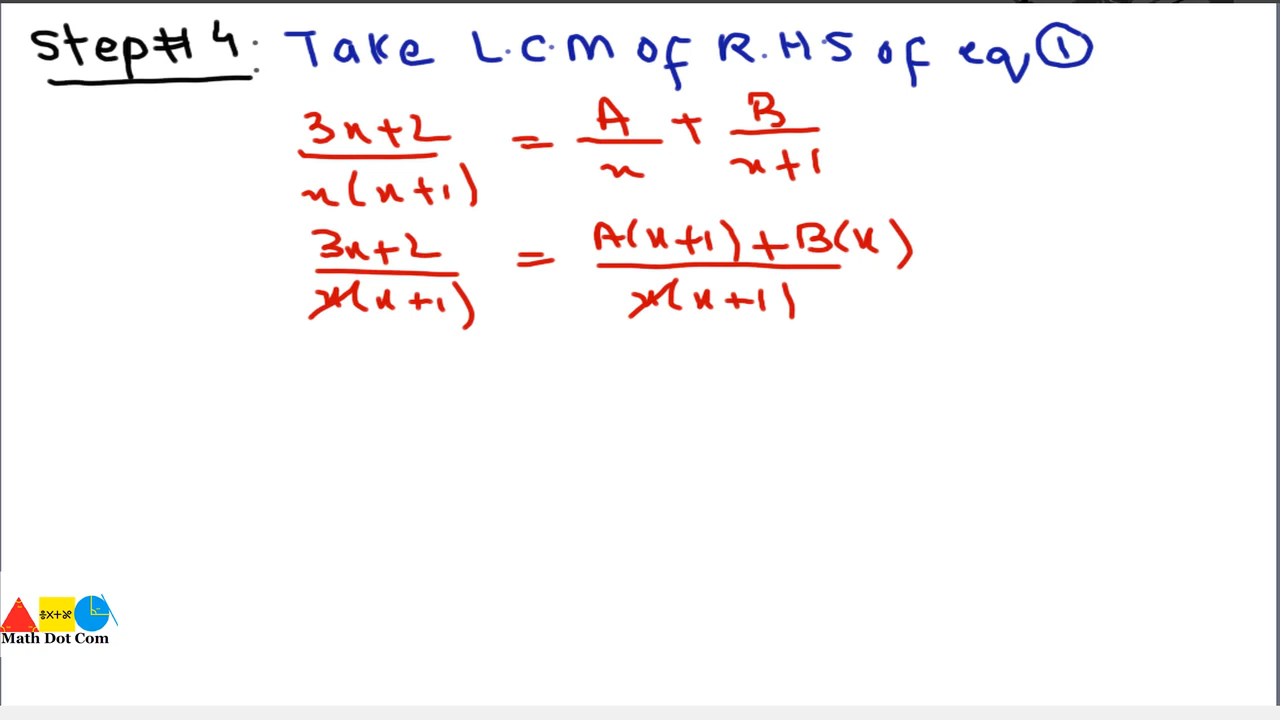 Step# 4: Take L.C.M of R.H.S of eq ①
3x+2 / x(x+1) = A / x + B / x+1
3x+2 / x(x+1) = A(x+1)+B(x) / x(x+1)
÷X+
Math Dot Com